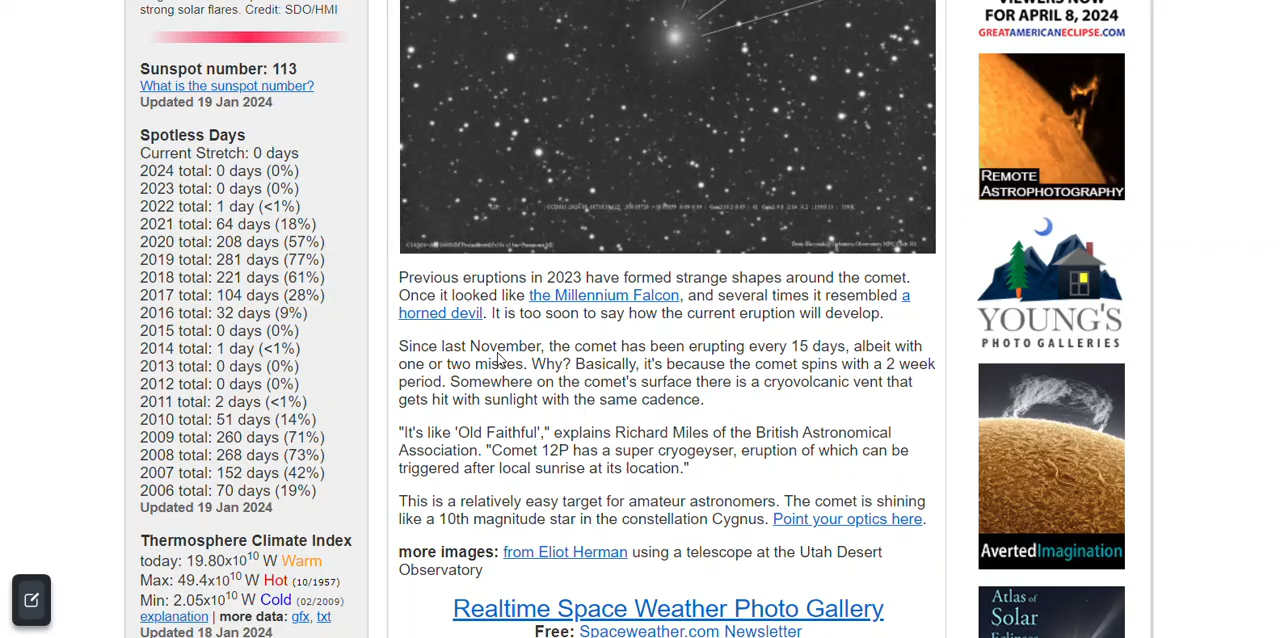 strong solar flares. Credit: SDO/HMI
Sunspot number: 113
What is the sunspot number?
Updated 19 Jan 2024
Spotless Days
Current Stretch: 0 days
2024 total: 0 days (0%)
2023 total: 0 days (0%)
2022 total: 1 day (<1%)
2021 total: 64 days (18%)
2020 total: 208 days (57%)
2019 total: 281 days (77%)
2018 total: 221 days (61%)
2017 total: 104 days (28%)
2016 total: 32 days (9%)
2015 total: 0 days (0%)
2014 total: 1 day (<1%)
2013 total: 0 days (0%)
2012 total: 0 days (0%)
2011 total: 2 days (<1%)
2010 total: 51 days (14%)
2009 total: 260 days (71%)
2008 total: 268 days (73%)
2007 total: 152 days (42%)
2006 total: 70 days (19%)
Updated 19 Jan 2024
Thermosphere Climate Index
today: 19.80x10¹⁰ W Warm
Max: 49.4x10¹⁰ W Hot (10/1957)
Min: 2.05x10¹⁰ W Cold (02/2009)
explanation | more data: gfx, txt
Updated 18 Jan 2024
Previous eruptions in 2023 have formed strange shapes around the comet.
Once it looked like the Millennium Falcon, and several times it resembled a
horned devil. It is too soon to say how the current eruption will develop.
Since last November, the comet has been erupting every 15 days, albeit with
one or two misses. Why? Basically, it's because the comet spins with a 2 week
period. Somewhere on the comet's surface there is a cryovolcanic vent that
gets hit with sunlight with the same cadence.
"It's like 'Old Faithful'," explains Richard Miles of the British Astronomical
Association. "Comet 12P has a super cryogeyser, eruption of which can be
triggered after local sunrise at its location."
This is a relatively easy target for amateur astronomers. The comet is shining
like a 10th magnitude star in the constellation Cygnus. Point your optics here.
more images: from Eliot Herman using a telescope at the Utah Desert
Observatory
Realtime Space Weather Photo Gallery
Free: Spaceweather.com Newsletter
VIEWERS NOW
FOR APRIL 8, 2024
GREATAMERICANECLIPSE.COM
REMOTE
ASTROPHOTOGRAPHY
YOUNG'S
PHOTO GALLERIES
AvertedImagination
Atlas of
Solar
Eclipses